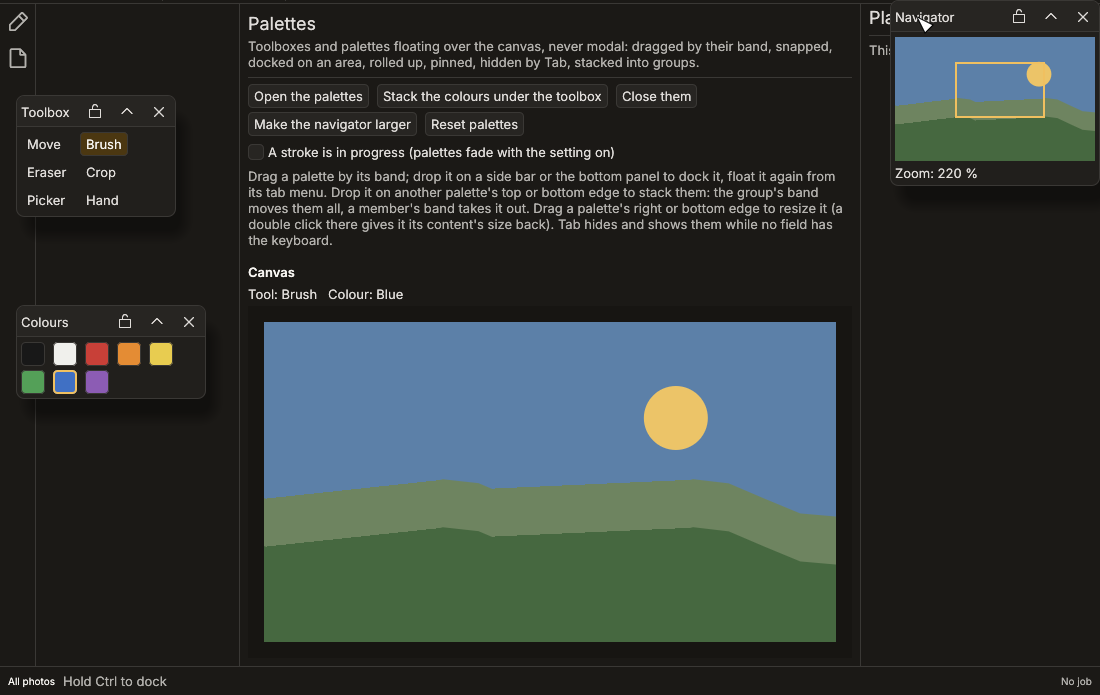 Palettes
Toolboxes and palettes floating over the canvas, never modal: dragged by their band, snapped,
docked on an area, rolled up, pinned, hidden by Tab, stacked into groups.
Open the palettes
Stack the colours under the toolbox
Close them
Make the navigator larger
Reset palettes
A stroke is in progress (palettes fade with the setting on)
Drag a palette by its band; drop it on a side bar or the bottom panel to dock it, float it again from
its tab menu. Drop it on another palette's top or bottom edge to stack them: the group's band
moves them all, a member's band takes it out. Drag a palette's right or bottom edge to resize it (a
double click there gives it its content's size back). Tab hides and shows them while no field has
the keyboard.
Canvas
Tool: Brush Colour: Blue
Toolbox
Move Brush
Eraser Crop
Picker Hand
Colours
Navigator
Zoom: 220 %
All photos Hold Ctrl to dock
No job